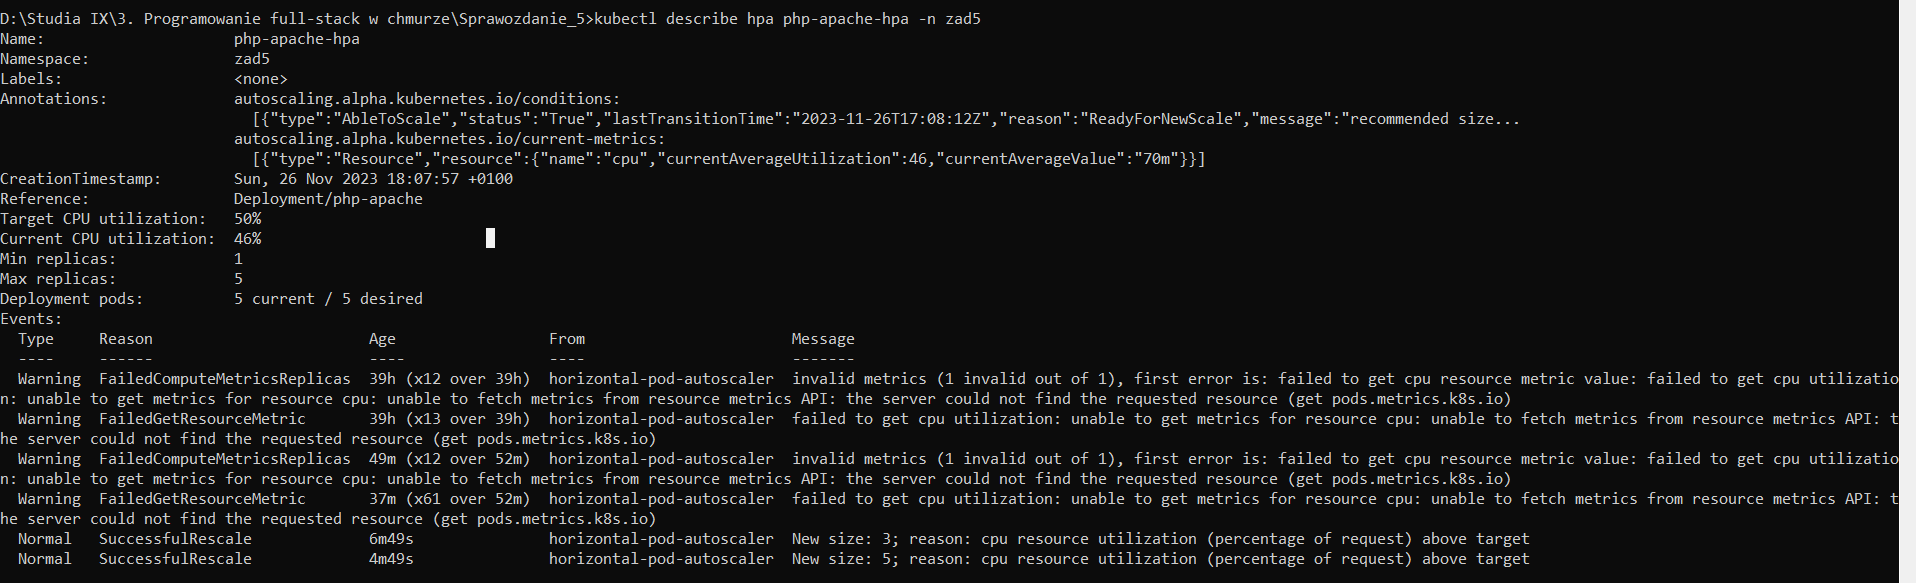 D:\Studia IX\3. Programowanie full-stack w chmurze\Sprawozdanie_5>kubectl describe hpa php-apache-hpa -n zad5
Name:                     php-apache-hpa
Namespace:                zad5
Labels:                   <none>
Annotations:              autoscaling.alpha.kubernetes.io/conditions:
                            [{"type":"AbleToScale","status":"True","lastTransitionTime":"2023-11-26T17:08:12Z","reason":"ReadyForNewScale","message":"recommended size...
                          autoscaling.alpha.kubernetes.io/current-metrics:
                            [{"type":"Resource","resource":{"name":"cpu","currentAverageUtilization":46,"currentAverageValue":"70m"}}]
CreationTimestamp:        Sun, 26 Nov 2023 18:07:57 +0100
Reference:                Deployment/php-apache
Target CPU utilization:   50%
Current CPU utilization:  46%
Min replicas:             1
Max replicas:             5
Deployment pods:          5 current / 5 desired
Events:
  Type     Reason                        Age                 From                       Message
  ----     ------                        ----                ----                       -------
  Warning  FailedComputeMetricsReplicas  39h (x12 over 39h)  horizontal-pod-autoscaler  invalid metrics (1 invalid out of 1), first error is: failed to get cpu resource metric value: failed to get cpu utilizatio
n: unable to get metrics for resource cpu: unable to fetch metrics from resource metrics API: the server could not find the requested resource (get pods.metrics.k8s.io)
  Warning  FailedGetResourceMetric       39h (x13 over 39h)  horizontal-pod-autoscaler  failed to get cpu utilization: unable to get metrics for resource cpu: unable to fetch metrics from resource metrics API: t
he server could not find the requested resource (get pods.metrics.k8s.io)
  Warning  FailedComputeMetricsReplicas  49m (x12 over 52m)  horizontal-pod-autoscaler  invalid metrics (1 invalid out of 1), first error is: failed to get cpu resource metric value: failed to get cpu utilizatio
n: unable to get metrics for resource cpu: unable to fetch metrics from resource metrics API: the server could not find the requested resource (get pods.metrics.k8s.io)
  Warning  FailedGetResourceMetric       37m (x61 over 52m)  horizontal-pod-autoscaler  failed to get cpu utilization: unable to get metrics for resource cpu: unable to fetch metrics from resource metrics API: t
he server could not find the requested resource (get pods.metrics.k8s.io)
  Normal   SuccessfulRescale             6m49s               horizontal-pod-autoscaler  New size: 3; reason: cpu resource utilization (percentage of request) above target
  Normal   SuccessfulRescale             4m49s               horizontal-pod-autoscaler  New size: 5; reason: cpu resource utilization (percentage of request) above target